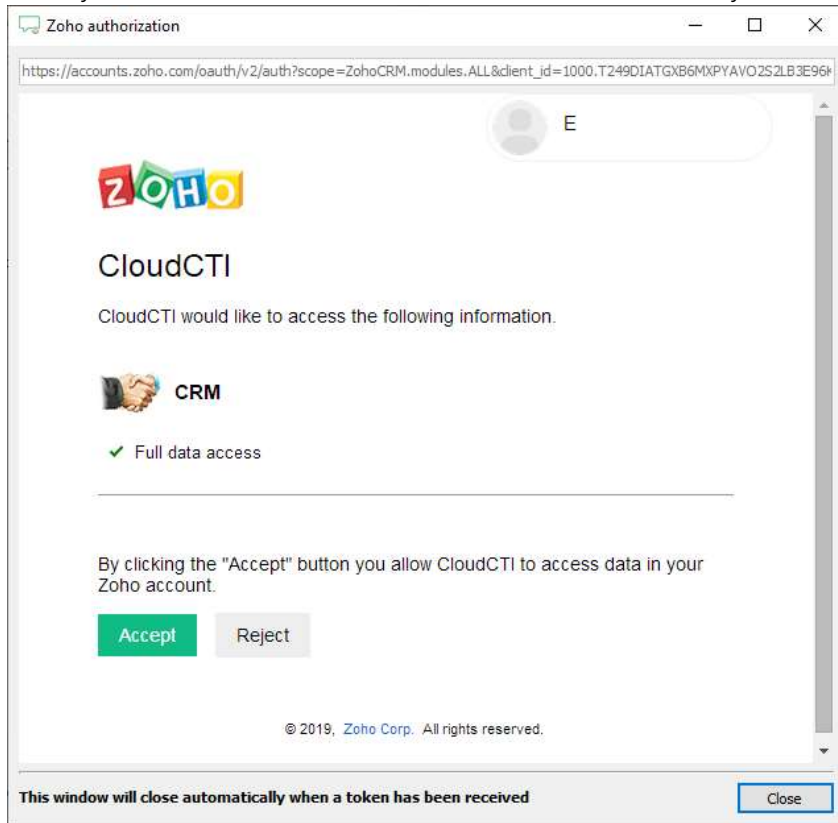 Zoho authorization
https://accounts.zoho.com/oauth/v2/auth?scope=ZohoCRM.modules.ALL&client_id=1000.T249DIATGXB6MXPYAVO2S2LB3E96
E
ZOHO
CloudCTI
CloudCTI would like to access the following information.
CRM
Full data access
By clicking the "Accept" button you allow CloudCTI to access data in your
Zoho account.
Accept Reject
© 2019, Zoho Corp. All rights reserved.
This window will close automatically when a token has been received
Close